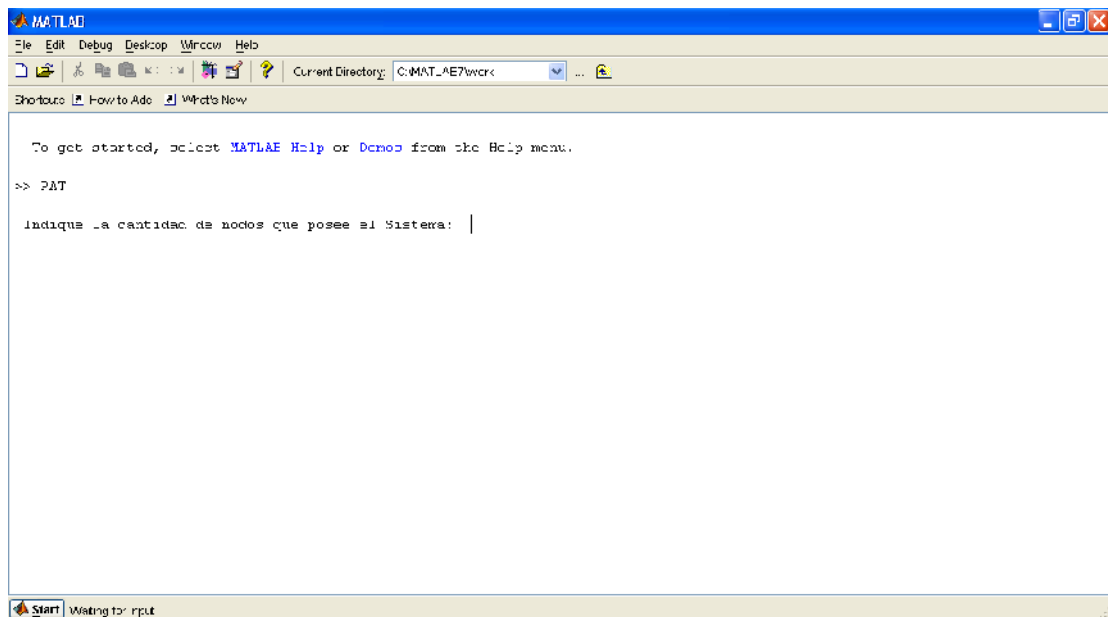 MATLAB
File Edit Debug Desktop Window Help
Current Directory: C:\MATLAB7\work ...
Shortcuts How to Add What's New
To get started, select MATLAB Help or Demos from the Help menu.
>> PAT
Indique la cantidad de nodos que posee el Sistema:
Start Waiting for input